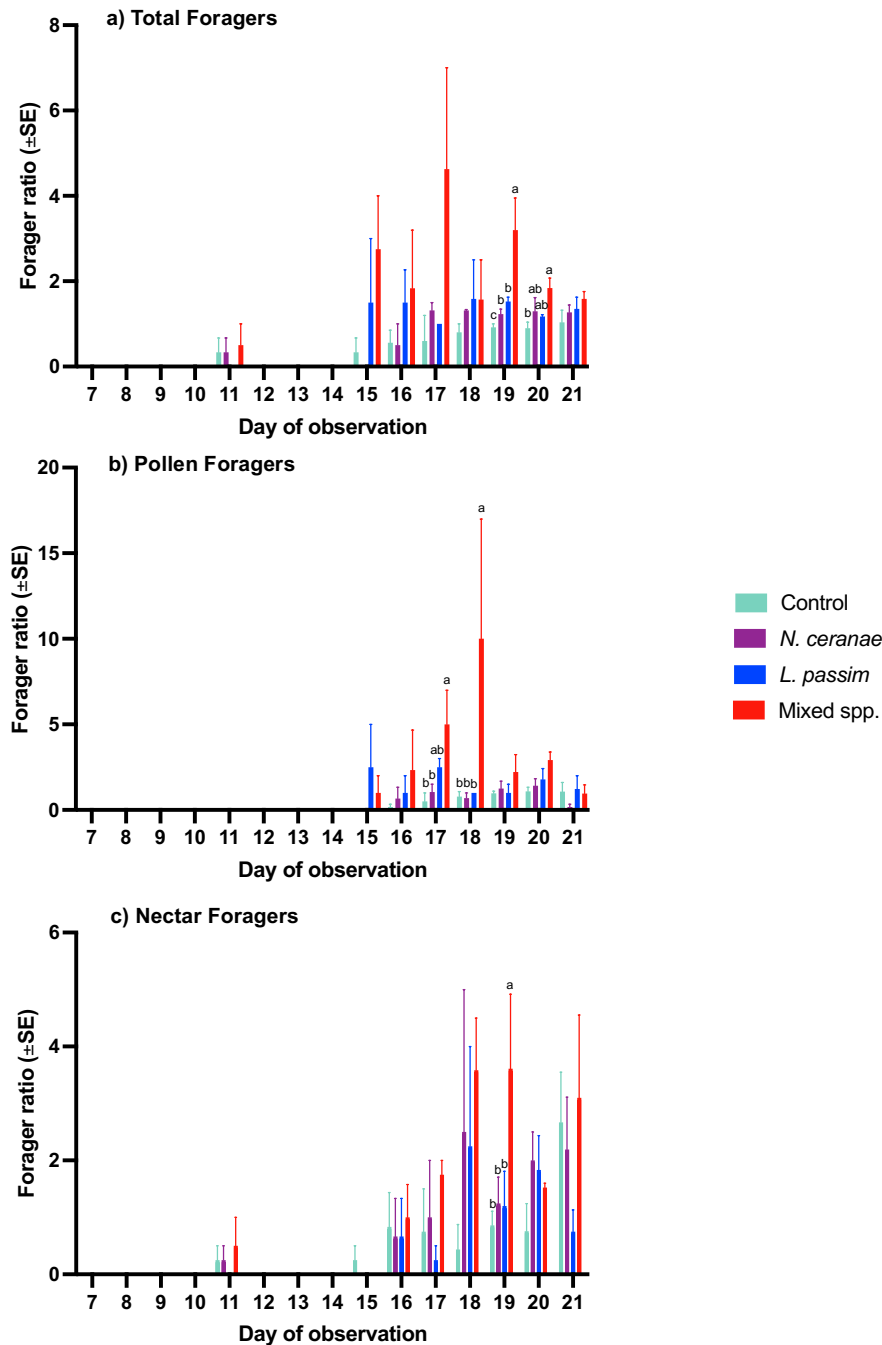 a) Total Foragers
Forager ratio (±SE)
8
6
4
2
0
a
a
c
b
b
b
ab
ab
7 8 9 10 11 12 13 14 15 16 17 18 19 20 21
Day of observation
b) Pollen Foragers
Forager ratio (±SE)
20
15
10
5
0
a
a
ab
b
b
bbb
7 8 9 10 11 12 13 14 15 16 17 18 19 20 21
Day of observation
Control
N. ceranae
L. passim
Mixed spp.
c) Nectar Foragers
Forager ratio (±SE)
6
4
2
0
a
b
b
b
7 8 9 10 11 12 13 14 15 16 17 18 19 20 21
Day of observation